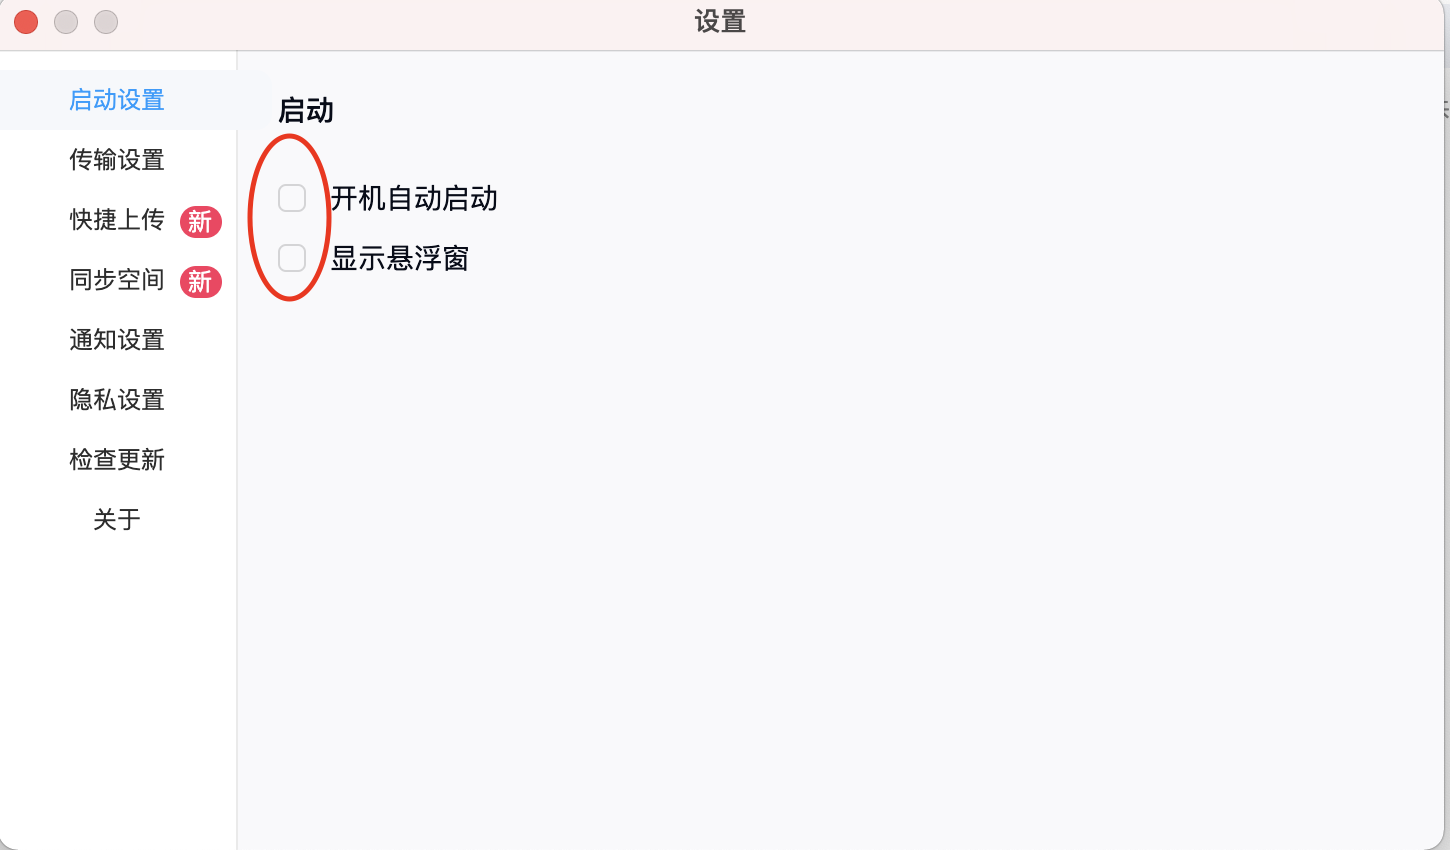 设置
启动设置
传输设置
快捷上传 新
同步空间 新
通知设置
隐私设置
检查更新
关于
启动
开机自动启动
显示悬浮窗